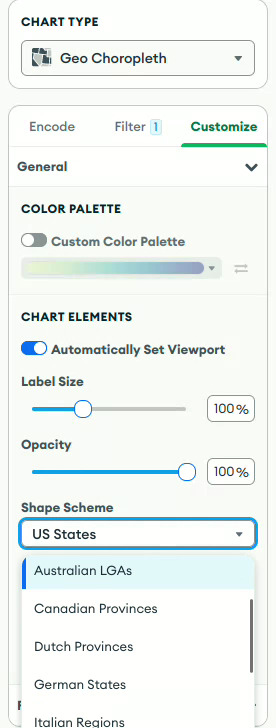 CHART TYPE
Geo Choropleth
Encode Filter 1 Customize
General
COLOR PALETTE
Custom Color Palette
CHART ELEMENTS
Automatically Set Viewport
Label Size
100%
Opacity
100%
Shape Scheme
US States
Australian LGAs
Canadian Provinces
Dutch Provinces
German States
Italian Regions